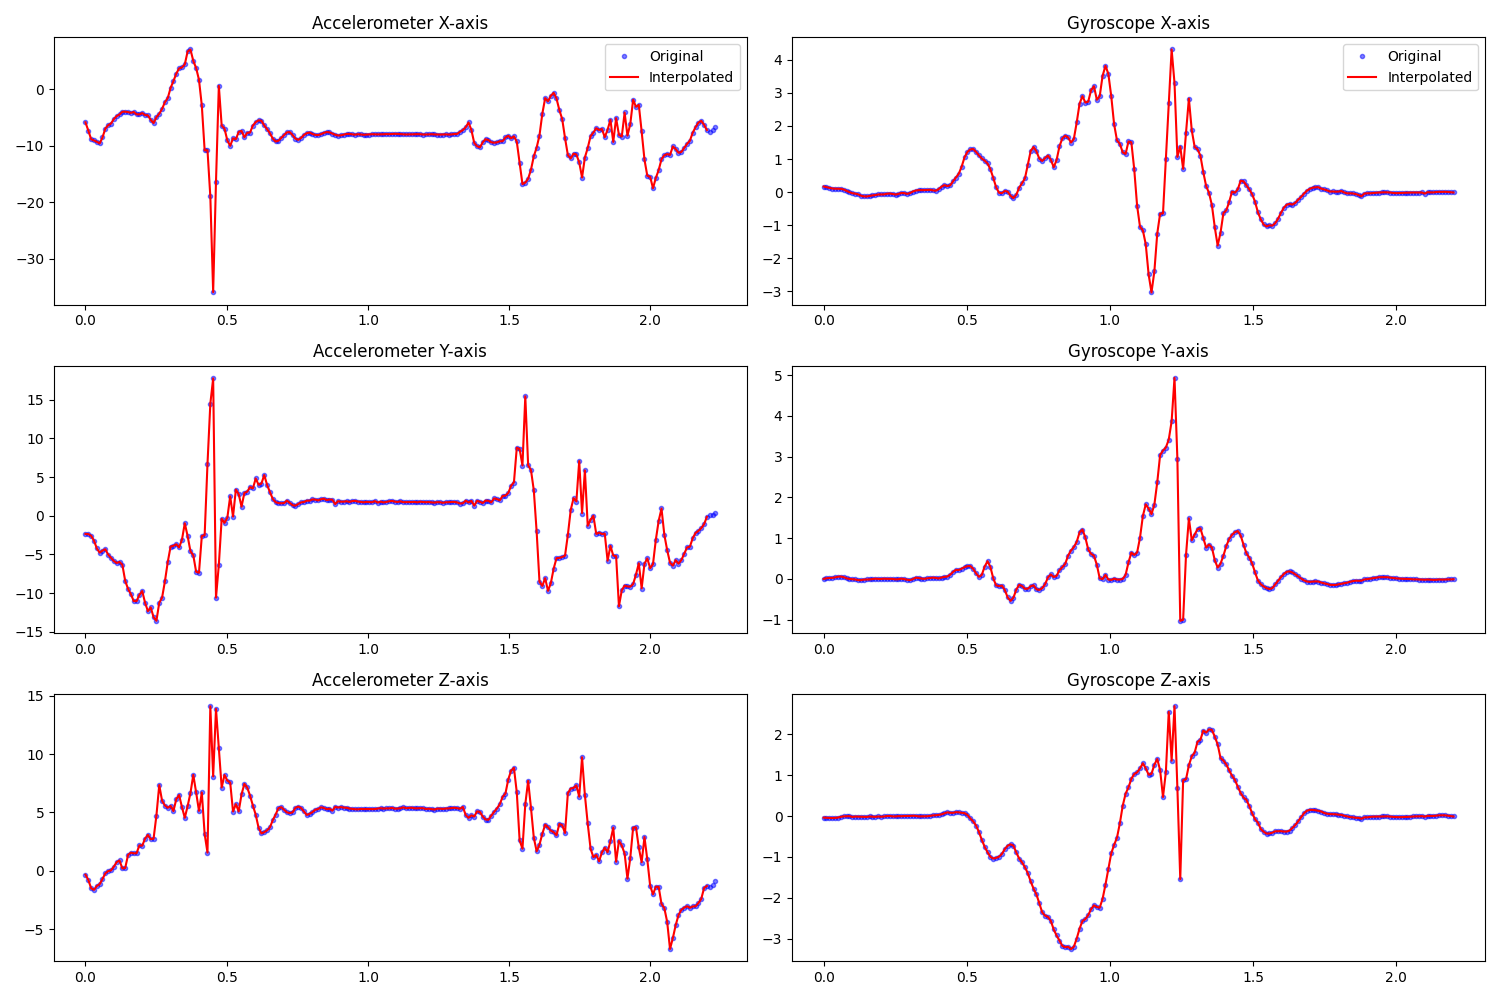 Accelerometer X-axis
Original
Interpolated
0
−10
−20
−30
0.0 0.5 1.0 1.5 2.0
Gyroscope X-axis
Original
Interpolated
4
3
2
1
0
−1
−2
−3
0.0 0.5 1.0 1.5 2.0
Accelerometer Y-axis
15
10
5
0
−5
−10
−15
0.0 0.5 1.0 1.5 2.0
Gyroscope Y-axis
5
4
3
2
1
0
−1
0.0 0.5 1.0 1.5 2.0
Accelerometer Z-axis
15
10
5
0
−5
0.0 0.5 1.0 1.5 2.0
Gyroscope Z-axis
2
1
0
−1
−2
−3
0.0 0.5 1.0 1.5 2.0